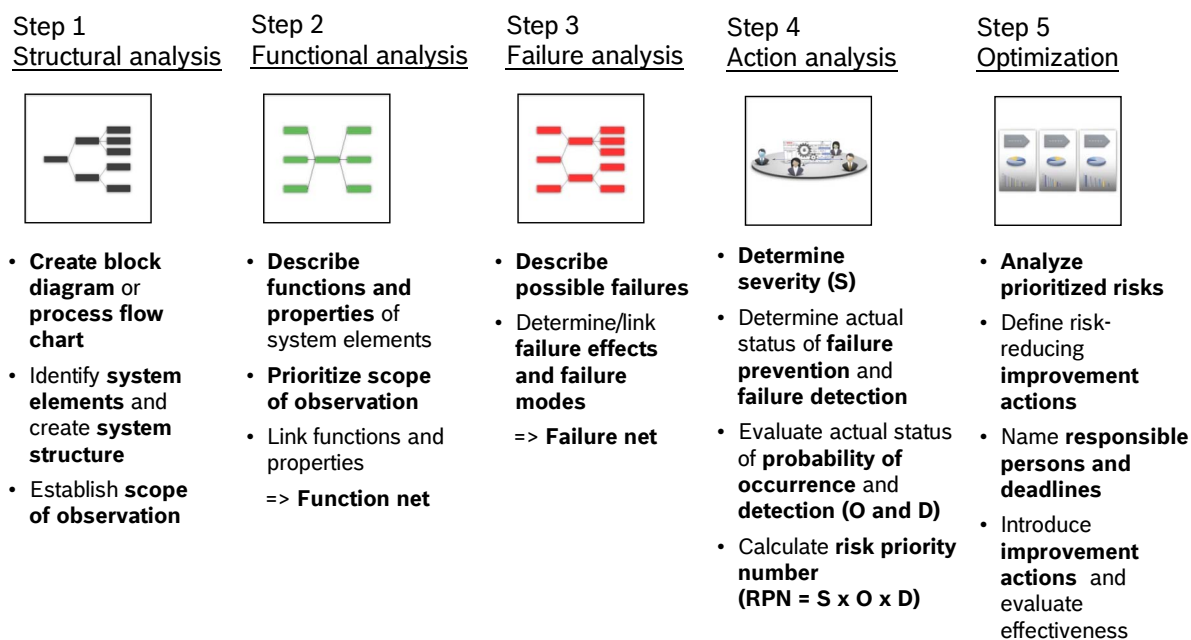 Step 1
Structural analysis
• Create block
diagram or
process flow
chart
• Identify system
elements and
create system
structure
• Establish scope
of observation
Step 2
Functional analysis
• Describe
functions and
properties of
system elements
• Prioritize scope
of observation
• Link functions and
properties
=> Function net
Step 3
Failure analysis
• Describe
possible failures
• Determine/link
failure effects
and failure
modes
=> Failure net
Step 4
Action analysis
• Determine
severity (S)
• Determine actual
status of failure
prevention and
failure detection
• Evaluate actual status
of probability of
occurrence and
detection (O and D)
• Calculate risk priority
number
(RPN = S x O x D)
Step 5
Optimization
• Analyze
prioritized risks
• Define risk-
reducing
improvement
actions
• Name responsible
persons and
deadlines
• Introduce
improvement
actions and
evaluate
effectiveness